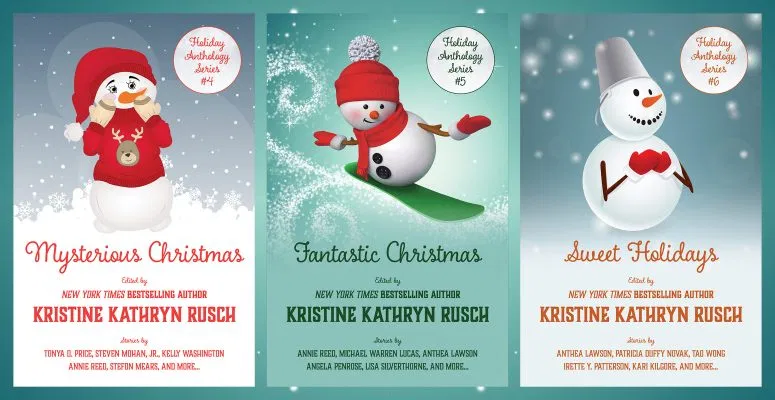 Holiday
Anthology
Series
#4
Mysterious Christmas
Edited by
NEW YORK TIMES BESTSELLING AUTHOR
KRISTINE KATHRYN RUSCH
Stories by
TONYA D. PRICE, STEVEN MOHAN, JR., KELLY WASHINGTON
ANNIE REED, STEFON MEARS, AND MORE...
Holiday
Anthology
Series
#5
Fantastic Christmas
Edited by
NEW YORK TIMES BESTSELLING AUTHOR
KRISTINE KATHRYN RUSCH
Stories by
ANNIE REED, MICHAEL WARREN LUCAS, ANTHEA LAWSON
ANGELA PENROSE, LISA SILVERTHORNE, AND MORE...
Holiday
Anthology
Series
#6
Sweet Holidays
Edited by
NEW YORK TIMES BESTSELLING AUTHOR
KRISTINE KATHRYN RUSCH
Stories by
ANTHEA LAWSON, PATRICIA DUFFY NOVAK, TAO WONG
IRETTE Y. PATTERSON, KARI KILGORE, AND MORE...